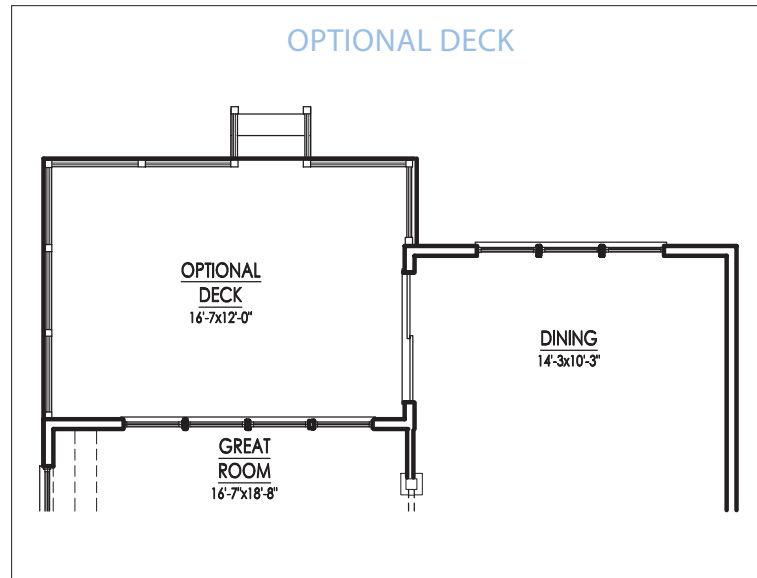 OPTIONAL DECK
OPTIONAL
DECK
16'-7x12'-0"
DINING
14'-3x10'-3"
GREAT
ROOM
16'-7"x18'-8"